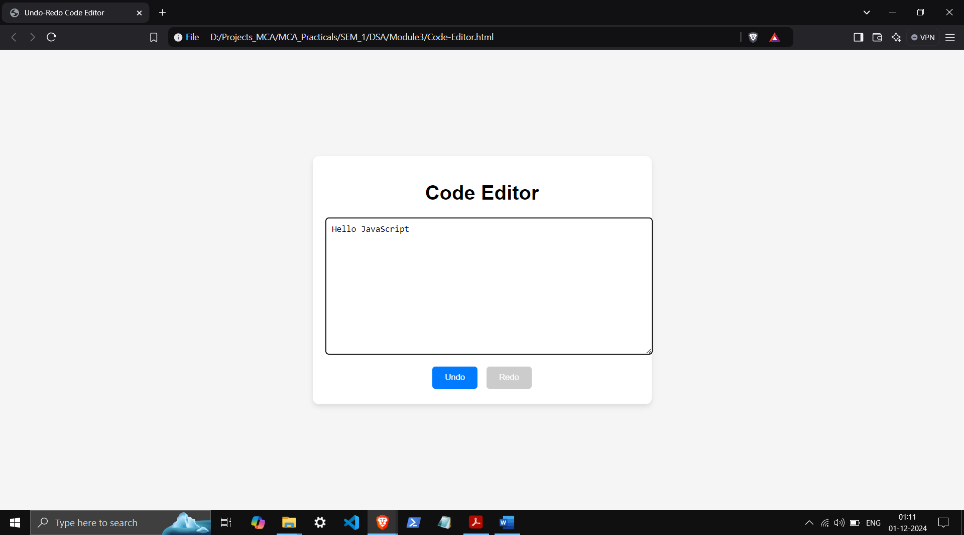 Undo-Redo Code Editor
File D:/Projects_MCA/MCA_Practicals/SEM_1/DSA/Module3/Code-Editor.html
VPN
Code Editor
Hello JavaScript
Undo Redo
Type here to search
ENG
01:11
01-12-2024